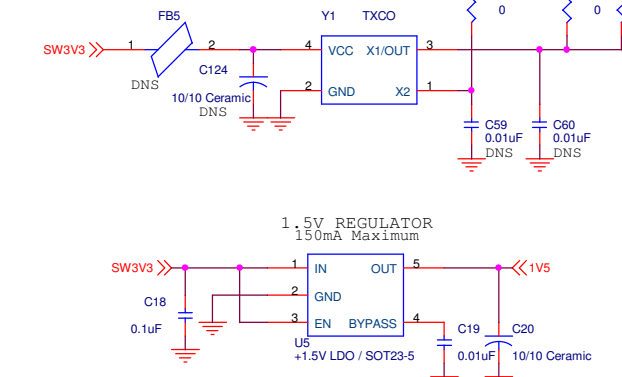 FB5
Y1 TXCO
0
0
SW3V3
1
2
4
VCC X1/OUT
3
C124
DNS
10/10 Ceramic
DNS
2
GND X2
1
C59
0.01uF
DNS
C60
0.01uF
DNS
1.5V REGULATOR
150mA Maximum
SW3V3
1
IN OUT
5
1V5
2
GND
C18
0.1uF
3
EN BYPASS
4
U5
+1.5V LDO / SOT23-5
C19
0.01uF
C20
10/10 Ceramic